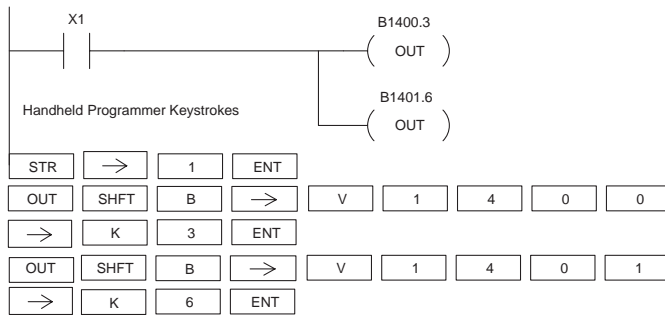 X1
B1400.3
OUT
B1401.6
OUT
Handheld Programmer Keystrokes
STR → 1 ENT
OUT SHFT B → V 1 4 0 0
→ K 3 ENT
OUT SHFT B → V 1 4 0 1
→ K 6 ENT